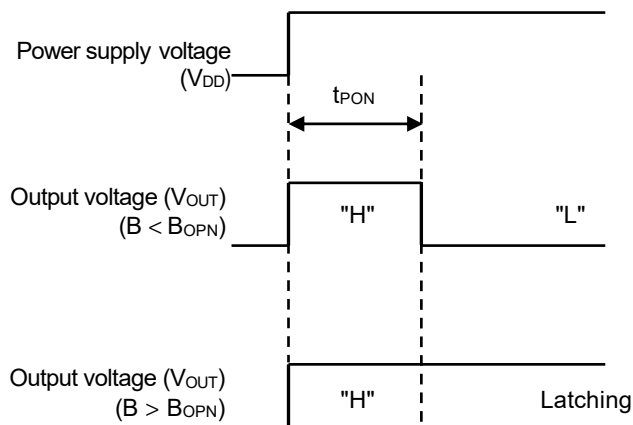 Power supply voltage
(VDD)
tPON
Output voltage (VOUT)
(B < BOPN)
"H"
"L"
Output voltage (VOUT)
(B > BOPN)
"H"
Latching